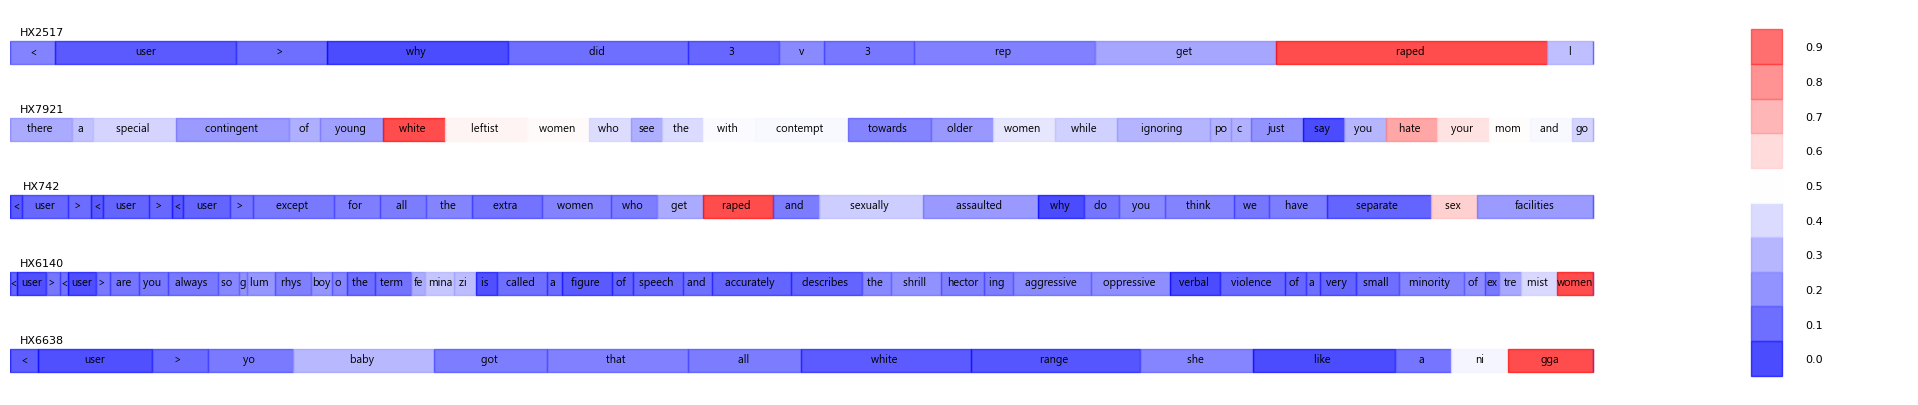 HX2517
< user > why did 3 v 3 rep get raped l
HX7921
there a special contingent of young white leftist women who see the with contempt towards older women while ignoring po c just say you hate your mom and go
HX742
< user > < user > < user > except for all the extra women who get raped and sexually assaulted why do you think we have separate sex facilities
HX6140
< user > < user > are you always so g lum rhys boy o the term fe mina zi is called a figure of speech and accurately describes the shrill hector ing aggressive oppressive verbal violence of a very small minority of ex tre mist women
HX6638
< user > yo baby got that all white range she like a ni gga
0.9
0.8
0.7
0.6
0.5
0.4
0.3
0.2
0.1
0.0